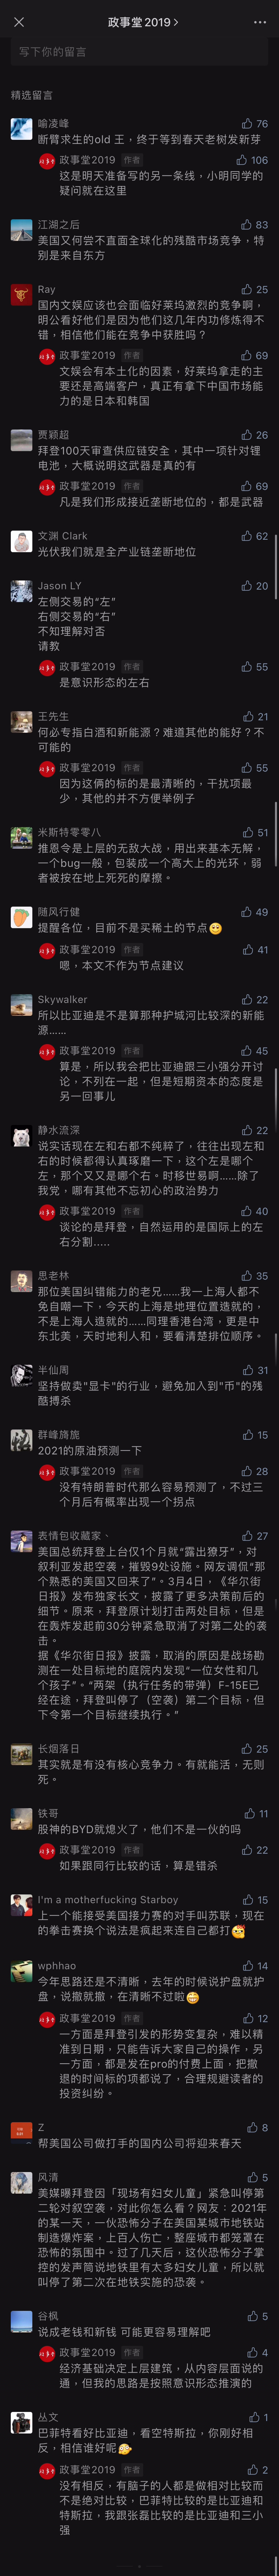 政事堂2019
写下你的留言
精选留言
喻凌峰
76
断臂求生的old 王，终于等到春天老树发新芽
政事堂2019 作者
106
这是明天准备写的另一条线，小明同学的
疑问就在这里
江湖之后
83
美国又何尝不直面全球化的残酷市场竞争，特
别是来自东方
Ray
25
国内文娱应该也会面临好莱坞激烈的竞争啊，
明公看好他们是因为他们这几年内功修炼得不
错，相信他们能在竞争中获胜吗？
政事堂2019 作者
69
文娱会有本土化的因素，好莱坞拿走的主
要还是高端客户，真正有拿下中国市场能
力的是日本和韩国
贾颖超
26
拜登100天审查供应链安全，其中一项针对锂
电池，大概说明这武器是真的有
政事堂2019 作者
69
凡是我们形成接近垄断地位的，都是武器
文渊 Clark
62
光伏我们就是全产业链垄断地位
Jason LY
20
左侧交易的“左”
右侧交易的“右”
不知理解对否
请教
政事堂2019 作者
55
是意识形态的左右
王先生
21
何必专指白酒和新能源？难道其他的能好？不
可能的
政事堂2019 作者
55
因为这俩的标的是最清晰的，干扰项最
少，其他的并不方便举例子
米斯特零零八
51
推恩令是上层的无敌大战，用出来基本无解，
一个bug一般，包装成一个高大上的光环，弱
者被按在地上死死的摩擦。
随风行健
49
提醒各位，目前不是买稀土的节点
政事堂2019 作者
41
嗯，本文不作为节点建议
Skywalker
22
所以比亚迪是不是算那种护城河比较深的新能
源……
政事堂2019 作者
45
算是，所以我会把比亚迪跟三小强分开讨
论，不列在一起，但是短期资本的态度是
另一回事儿
静水流深
22
说实话现在左和右都不纯粹了，往往出现左和
右的时候都得认真琢磨一下，这个左是哪个
左，那个又又是哪个右。时移世易啊……除了
我党，哪有其他不忘初心的政治势力
政事堂2019 作者
40
谈论的是拜登，自然运用的是国际上的左
右分割.....
思老林
35
那位美国纠错能力的老兄……我一上海人都不
免自嘲一下，今天的上海是地理位置造就的，
不是上海人造就的……同理香港台湾，更是中
东北美，天时地利人和，要看清楚排位顺序。
半仙周
31
坚持做卖"显卡"的行业，避免加入到"币"的残
酷搏杀
群峰旖旎
15
2021的原油预测一下
政事堂2019 作者
28
没有特朗普时代那么容易预测了，不过三
个月后有概率出现一个拐点
表情包收藏家、
27
美国总统拜登上台仅1个月就“露出獠牙”，对
叙利亚发起空袭，摧毁9处设施。网友调侃“那
个熟悉的美国又回来了”。3月4日，《华尔街
日报》发布独家长文，披露了更多决策前后的
细节。原来，拜登原计划打击两处目标，但是
在轰炸发起前30分钟紧急取消了对第二处的袭
击。
据《华尔街日报》披露，取消的原因是战场勘
测在一处目标地的庭院内发现“一位女性和几
个孩子”。“两架（执行任务的带弹）F-15E已
经在途，拜登叫停了（空袭）第二个目标，但
下令第一个目标继续执行。”
长烟落日
25
其实就是有没有核心竞争力。有就能活，无则
死。
铁哥
11
股神的BYD就熄火了，他们不是一伙的吗
政事堂2019 作者
22
如果跟同行比较的话，算是错杀
I'm a motherfucking Starboy
15
上一个能接受美国接力赛的对手叫苏联，现在
的拳击赛换个说法是疯起来连自己都打
wphhao
14
今年思路还是不清晰，去年的时候说护盘就护
盘，说撤就撤，在清晰不过啦
政事堂2019 作者
12
一方面是拜登引发的形势变复杂，难以精
准到日期，只能告诉大家自己的操作，另
一方面，都是发在pro的付费上面，把撤
退的时间标的项都说了，合理规避读者的
投资纠纷。
Z
8
帮美国公司做打手的国内公司将迎来春天
风清
5
美媒曝拜登因「现场有妇女儿童」紧急叫停第
二轮对叙空袭，对此你怎么看？网友：2021年
的某一天，一伙恐怖分子在美国某城市地铁站
制造爆炸案，上百人伤亡，整座城市都笼罩在
恐怖的氛围中。过了几天后，这伙恐怖分子掌
控的发声筒说地铁里有太多妇女儿童，所以就
叫停了第二次在地铁实施的恐袭。
谷枫
5
说成老钱和新钱 可能更容易理解吧
政事堂2019 作者
4
经济基础决定上层建筑，从内容层面说的
通，但我的思路是按照意识形态推演的
丛文
1
巴菲特看好比亚迪，看空特斯拉，你刚好相
反，相信谁好呢
政事堂2019 作者
2
没有相反，有脑子的人都是做相对比较而
不是绝对比较，巴菲特比较的是比亚迪和
特斯拉，我跟张磊比较的是比亚迪和三小
强